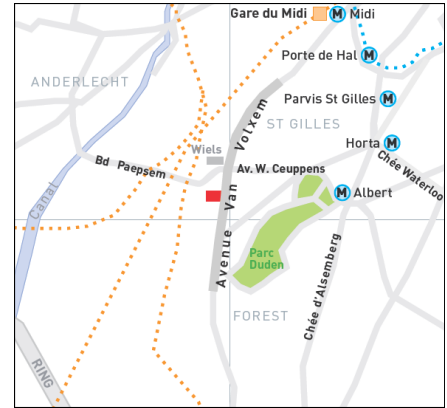 Gare du Midi M Midi
Porte de Hal M
ANDERLECHT
Parvis St Gilles M
ST GILLES
Avenue Van Volxem
Horta M
Wiels
Bd Paepsem
Av. W. Ceuppens
Chée Waterloo
M Albert
Canal
Parc
Duden
Chée d'Alsemberg
FOREST
RING